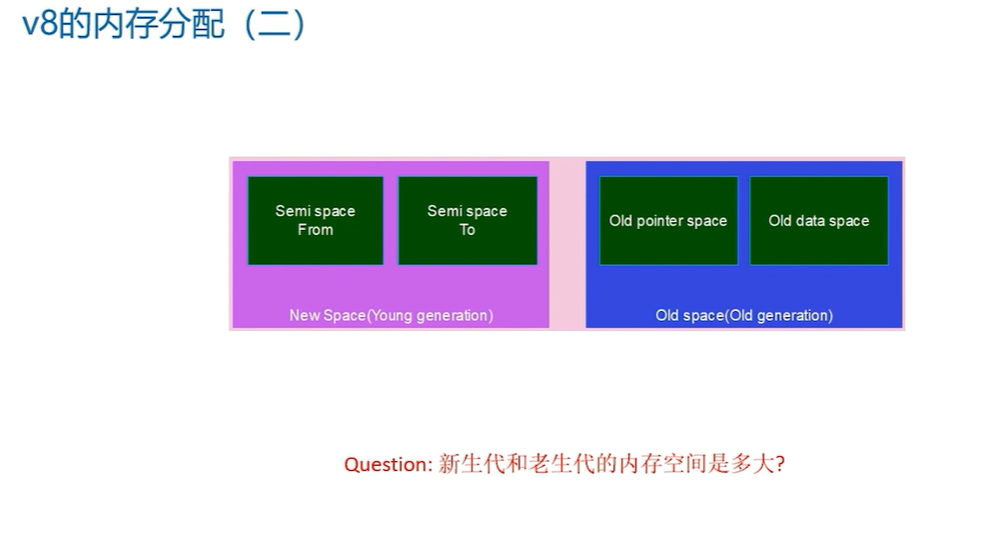 v8的内存分配（二）
Semi space
From
Semi space
To
Old pointer space
Old data space
New Space(Young generation)
Old space(Old generation)
Question: 新生代和老生代的内存空间是多大?